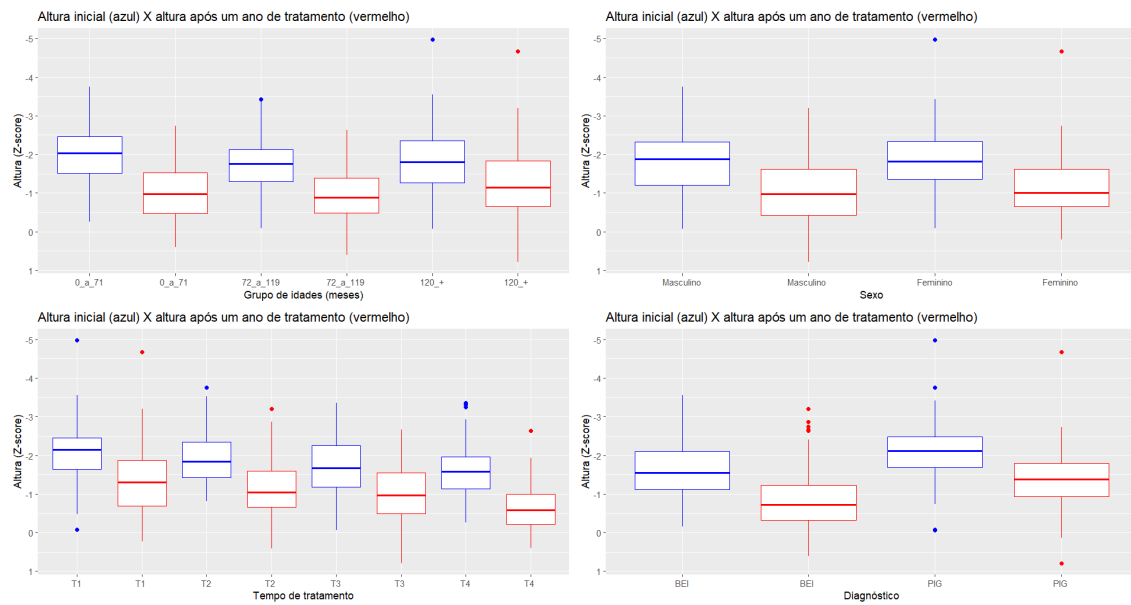 Altura inicial (azul) X altura após um ano de tratamento (vermelho)
Altura (Z-score)
-5
-4
-3
-2
-1
0
1
0_a_71 0_a_71 72_a_119 72_a_119 120_+ 120_+
Grupo de idades (meses)
Altura inicial (azul) X altura após um ano de tratamento (vermelho)
Altura (Z-score)
-5
-4
-3
-2
-1
0
1
Masculino Masculino Feminino Feminino
Sexo
Altura inicial (azul) X altura após um ano de tratamento (vermelho)
Altura (Z-score)
-5
-4
-3
-2
-1
0
1
T1 T1 T2 T2 T3 T3 T4 T4
Tempo de tratamento
Altura inicial (azul) X altura após um ano de tratamento (vermelho)
Altura (Z-score)
-5
-4
-3
-2
-1
0
1
BEI BEI PIG PIG
Diagnóstico